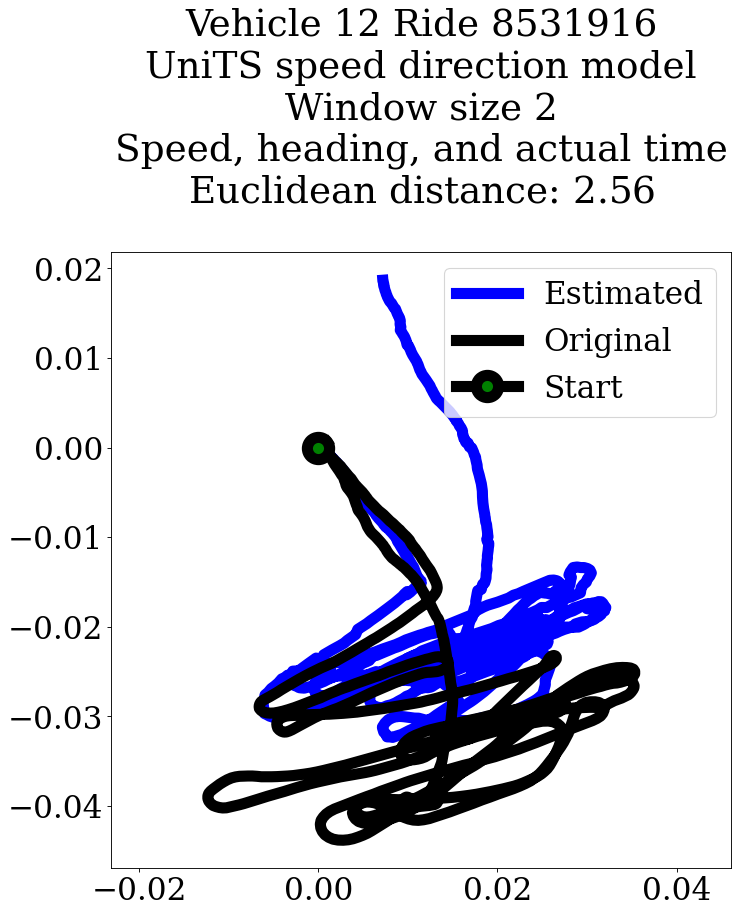 Vehicle 12 Ride 8531916
UniTS speed direction model
Window size 2
Speed, heading, and actual time
Euclidean distance: 2.56
Estimated
Original
Start
0.02
0.01
0.00
−0.01
−0.02
−0.03
−0.04
−0.02 0.00 0.02 0.04